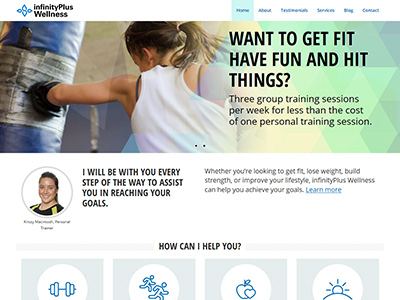 infinityPlus
Wellness
Home About Testimonials Services Blog Contact
WANT TO GET FIT
HAVE FUN AND HIT
THINGS?
Three group training sessions
per week for less than the cost
of one personal training session.
I WILL BE WITH YOU EVERY
STEP OF THE WAY TO ASSIST
YOU IN REACHING YOUR
GOALS.
Whether you're looking to get fit, lose weight, build
strength, or improve your lifestyle, infinityPlus Wellness
can help you achieve your goals. Learn more
Personal
Trainer
HOW CAN I HELP YOU?